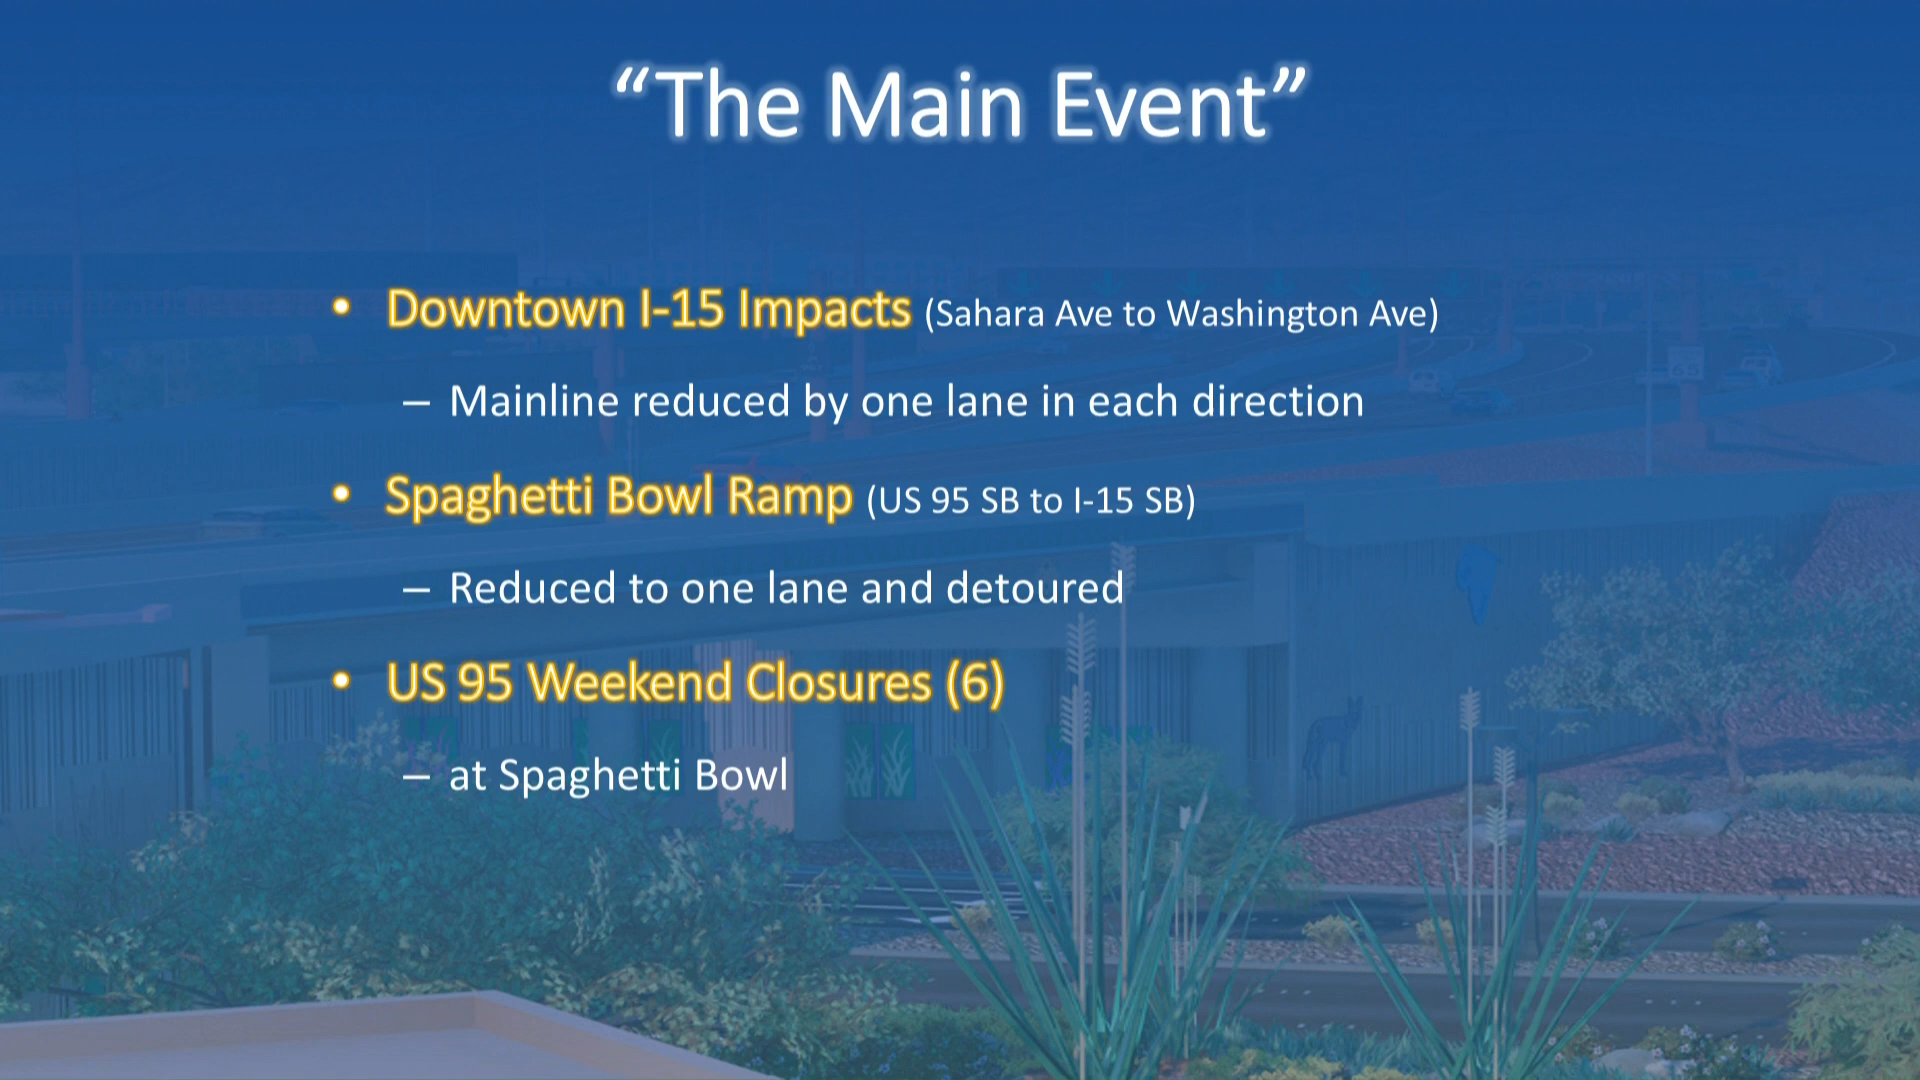 “The Main Event”
• Downtown I-15 Impacts (Sahara Ave to Washington Ave)
– Mainline reduced by one lane in each direction
• Spaghetti Bowl Ramp (US 95 SB to I-15 SB)
– Reduced to one lane and detoured
• US 95 Weekend Closures (6)
– at Spaghetti Bowl